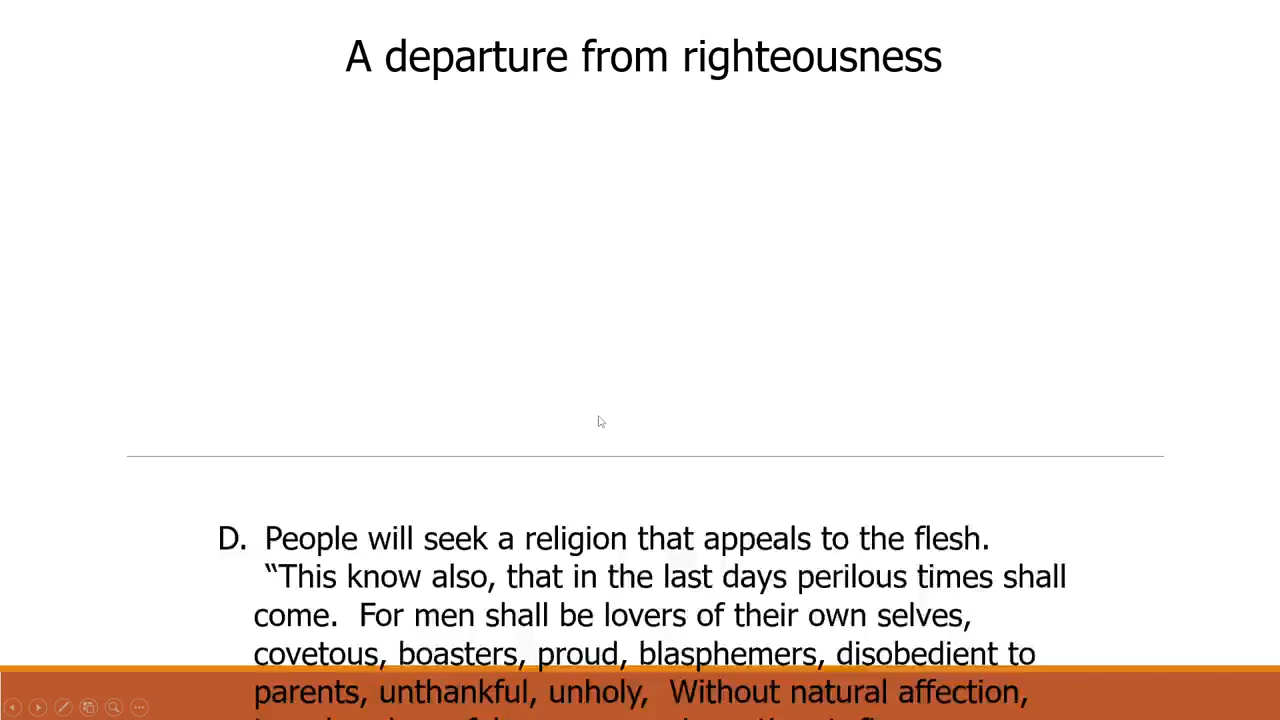 A departure from righteousness
D. People will seek a religion that appeals to the flesh.
“This know also, that in the last days perilous times shall
come. For men shall be lovers of their own selves,
covetous, boasters, proud, blasphemers, disobedient to
parents, unthankful, unholy, Without natural affection,